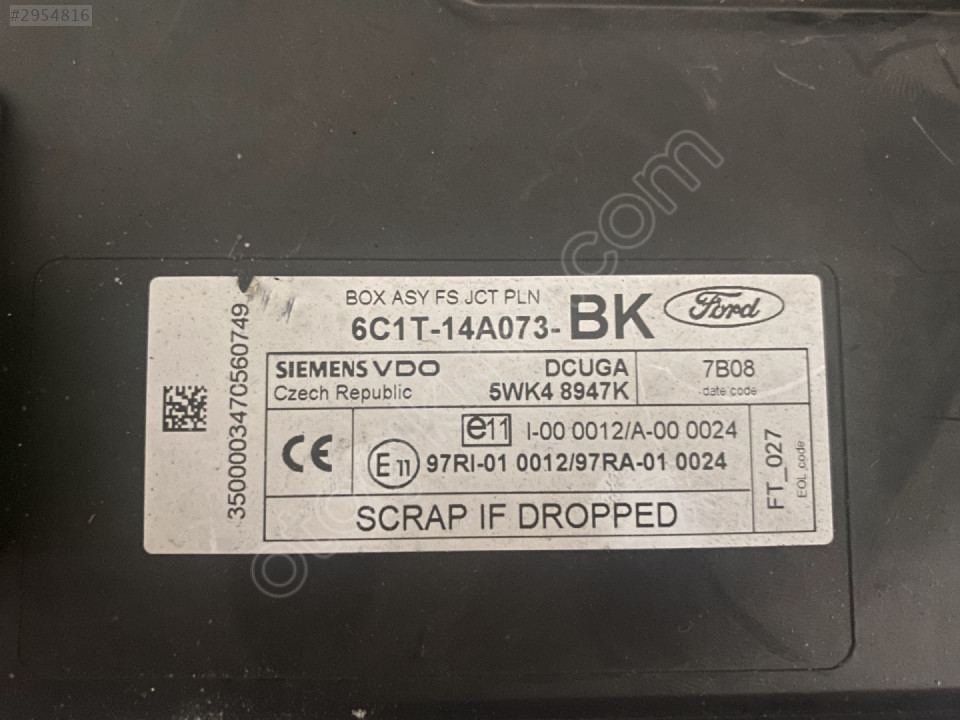 #2954816
BOX ASY FS JCT PLN
6C1T-14A073-BK
Ford
SIEMENS VDO
Czech Republic
DCUGA
5WK4 8947K
7B08
date code
e11 I-00 0012/A-00 0024
CE
E11 97RI-01 0012/97RA-01 0024
SCRAP IF DROPPED
FT_027
EOL code
35000034705​60749